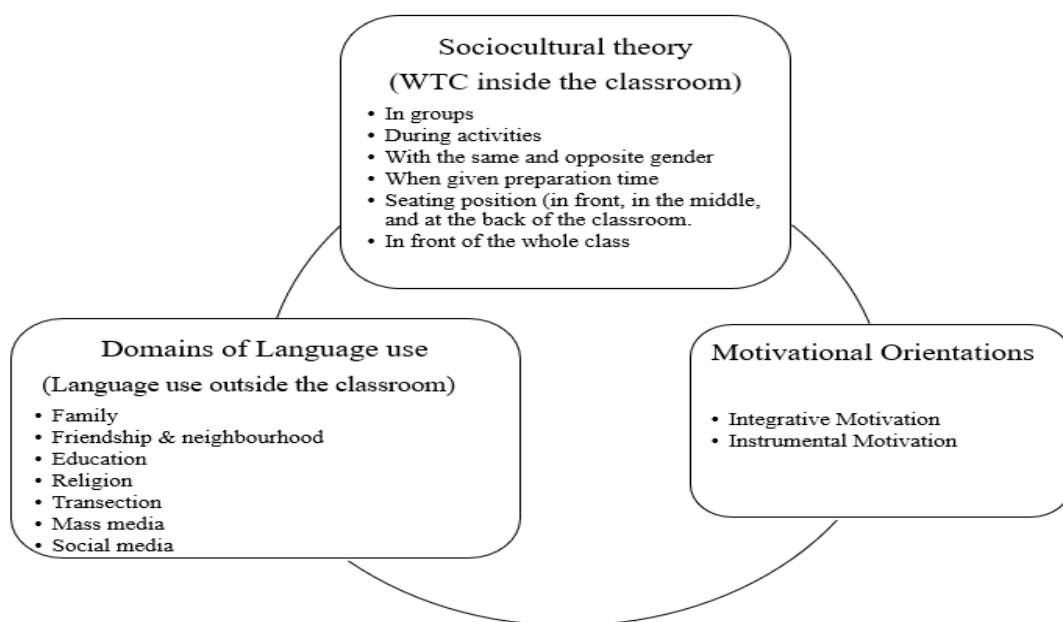 Sociocultural theory
(WTC inside the classroom)
• In groups
• During activities
• With the same and opposite gender
• When given preparation time
• Seating position (in front, in the middle,
and at the back of the classroom.
• In front of the whole class
Domains of Language use
(Language use outside the classroom)
• Family
• Friendship & neighbourhood
• Education
• Religion
• Transection
• Mass media
• Social media
Motivational Orientations
• Integrative Motivation
• Instrumental Motivation